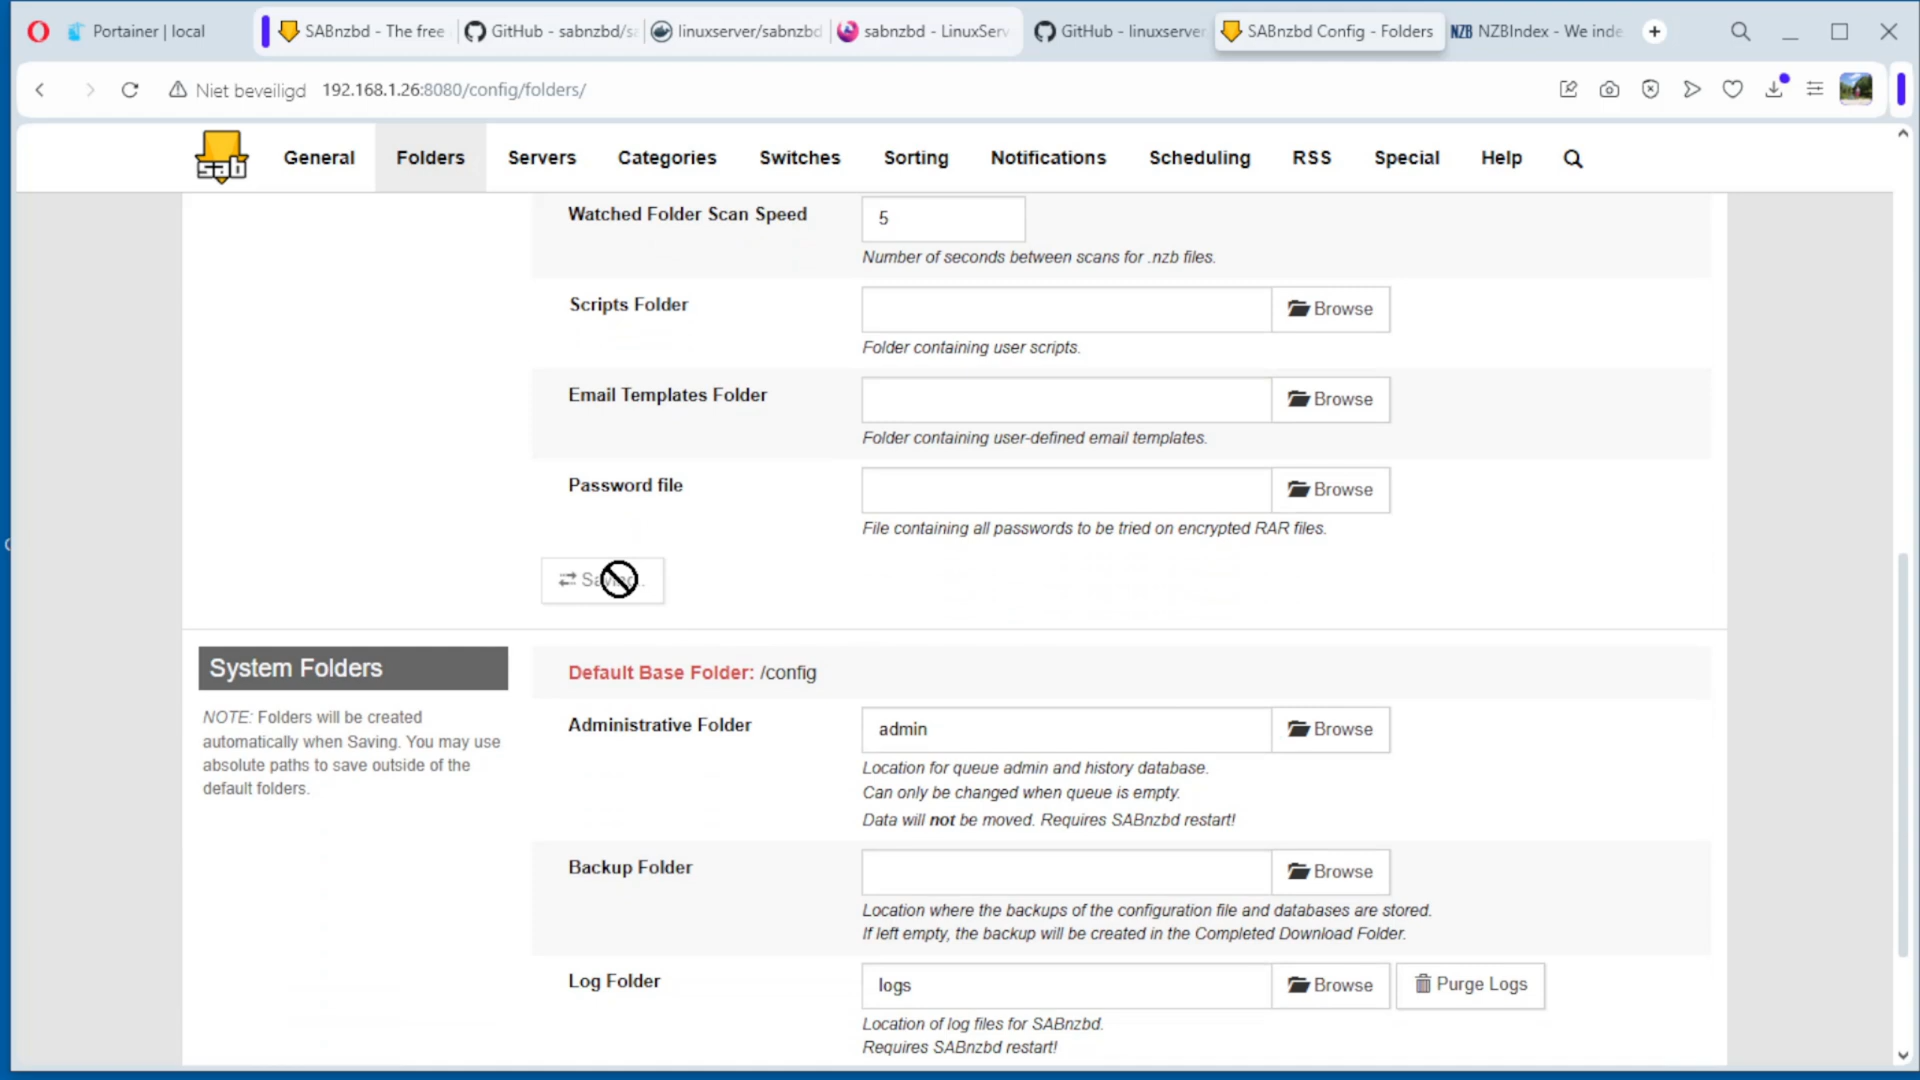 Portainer | local
SABnzbd - The free
GitHub - sabnzbd/sa
linuxserver/sabnzbd
sabnzbd - LinuxServ
GitHub - linuxserver
SABnzbd Config - Folders
NZB NZBIndex - We inde
Niet beveiligd 192.168.1.26:8080/config/folders/
sab
General
Folders
Servers
Categories
Switches
Sorting
Notifications
Scheduling
RSS
Special
Help
Watched Folder Scan Speed
5
Number of seconds between scans for .nzb files.
Scripts Folder
Browse
Folder containing user scripts.
Email Templates Folder
Browse
Folder containing user-defined email templates.
Password file
Browse
File containing all passwords to be tried on encrypted RAR files.
System Folders
NOTE: Folders will be created
automatically when Saving. You may use
absolute paths to save outside of the
default folders.
Default Base Folder: /config
Administrative Folder
admin
Browse
Location for queue admin and history database.
Can only be changed when queue is empty.
Data will not be moved. Requires SABnzbd restart!
Backup Folder
Browse
Location where the backups of the configuration file and databases are stored.
If left empty, the backup will be created in the Completed Download Folder.
Log Folder
logs
Browse
Purge Logs
Location of log files for SABnzbd.
Requires SABnzbd restart!